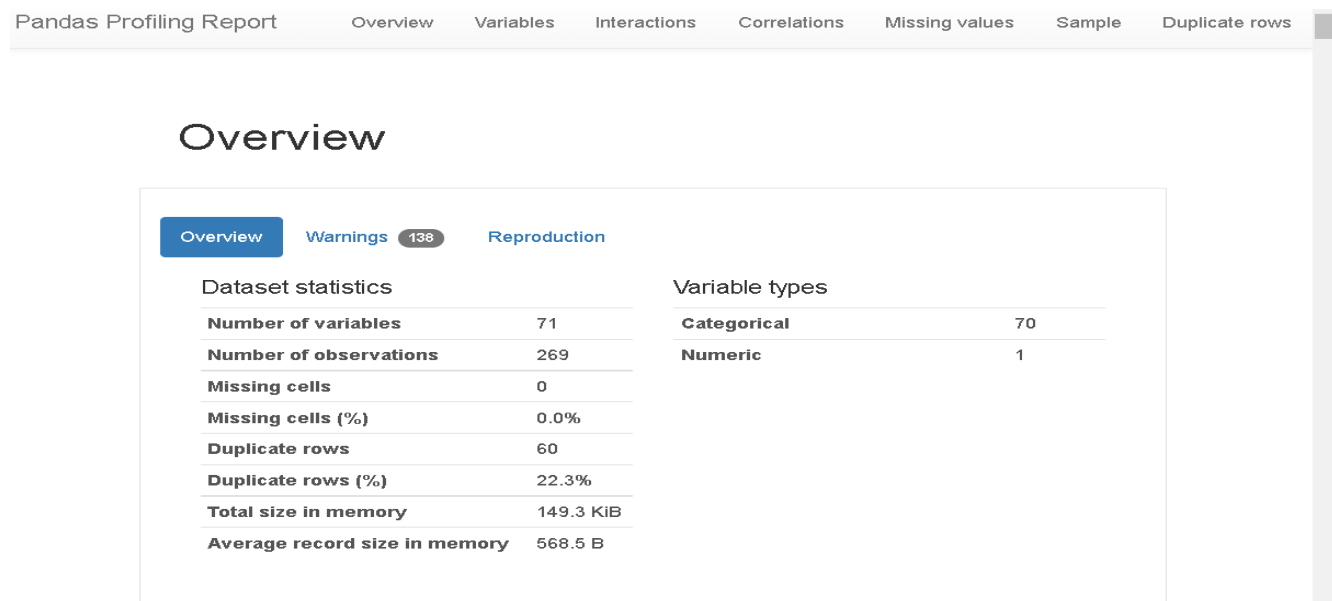 Pandas Profiling Report Overview Variables Interactions Correlations Missing values Sample Duplicate rows
Overview
Overview Warnings 138 Reproduction
Dataset statistics
Number of variables 71
Number of observations 269
Missing cells 0
Missing cells (%) 0.0%
Duplicate rows 60
Duplicate rows (%) 22.3%
Total size in memory 149.3 KiB
Average record size in memory 568.5 B
Variable types
Categorical 70
Numeric 1